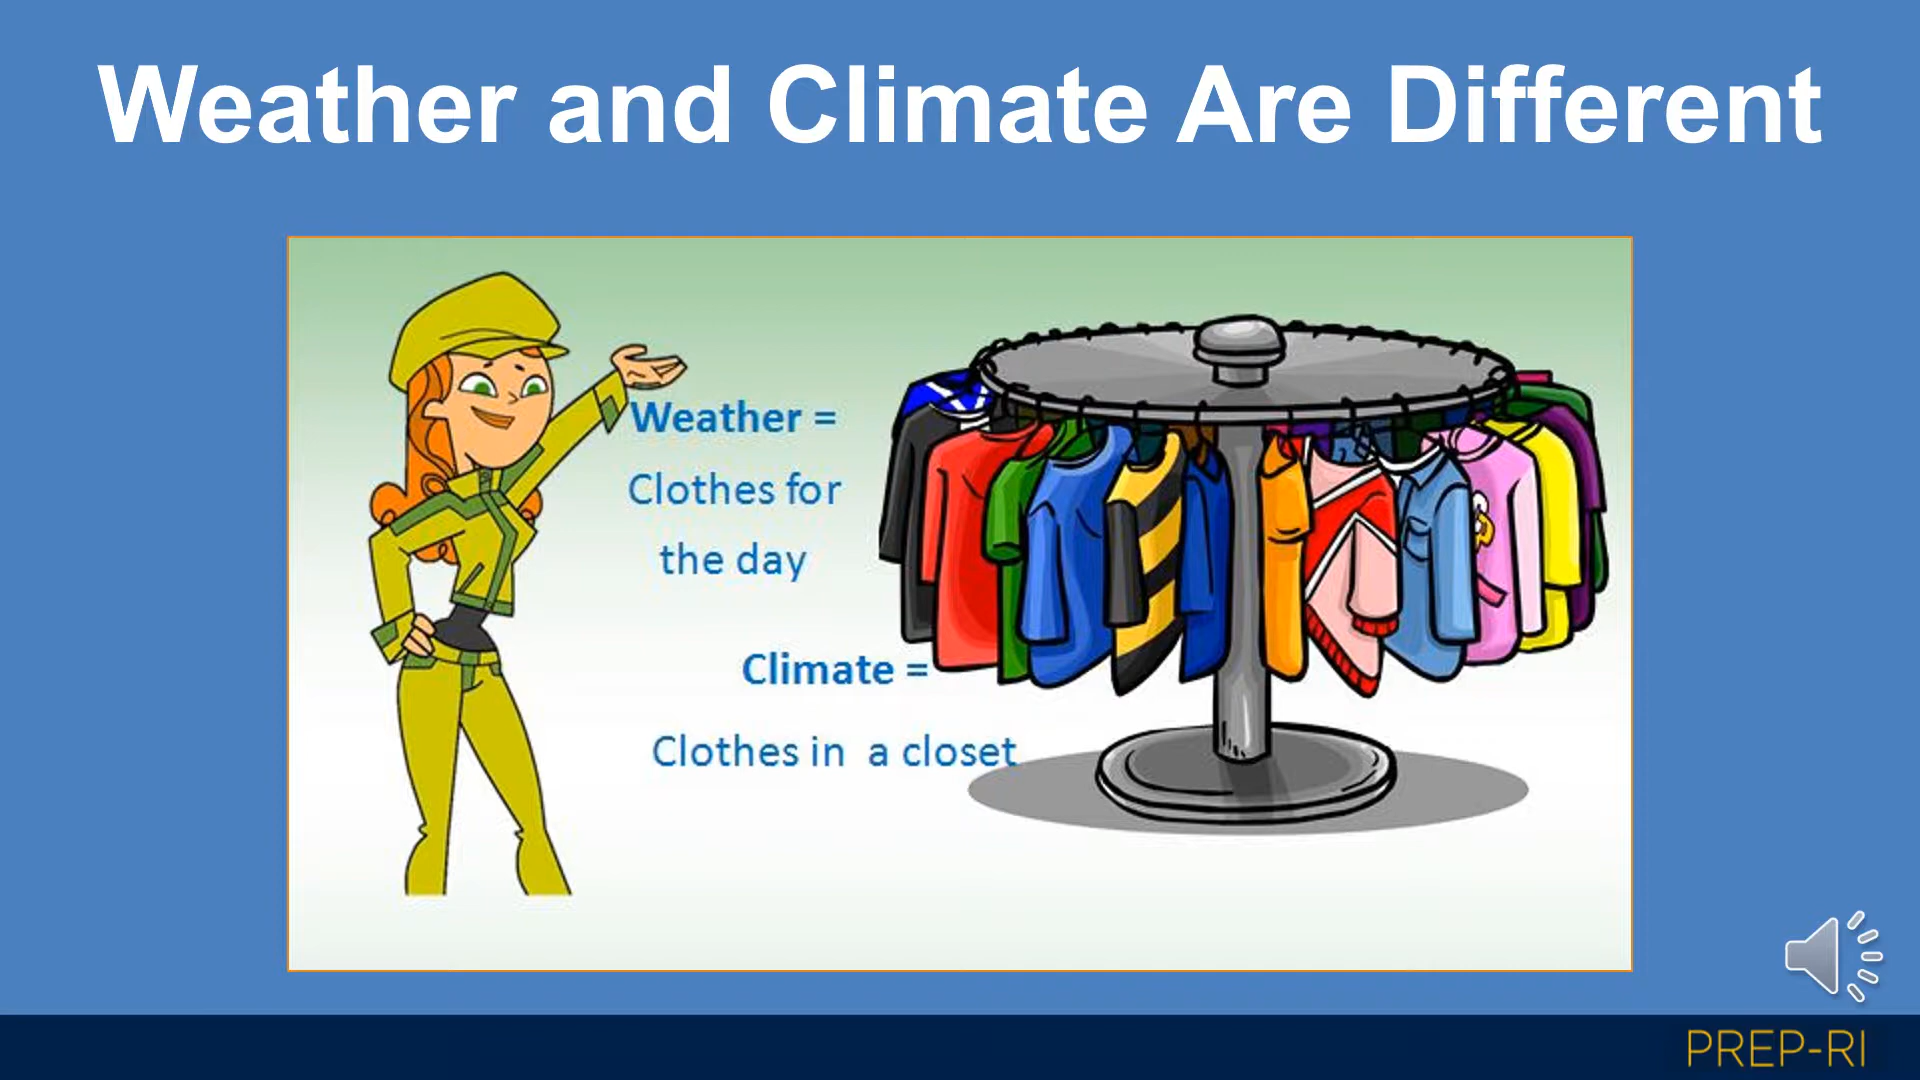 Weather and Climate Are Different
Weather =
Clothes for
the day
Climate =
Clothes in a closet
PREP-RI